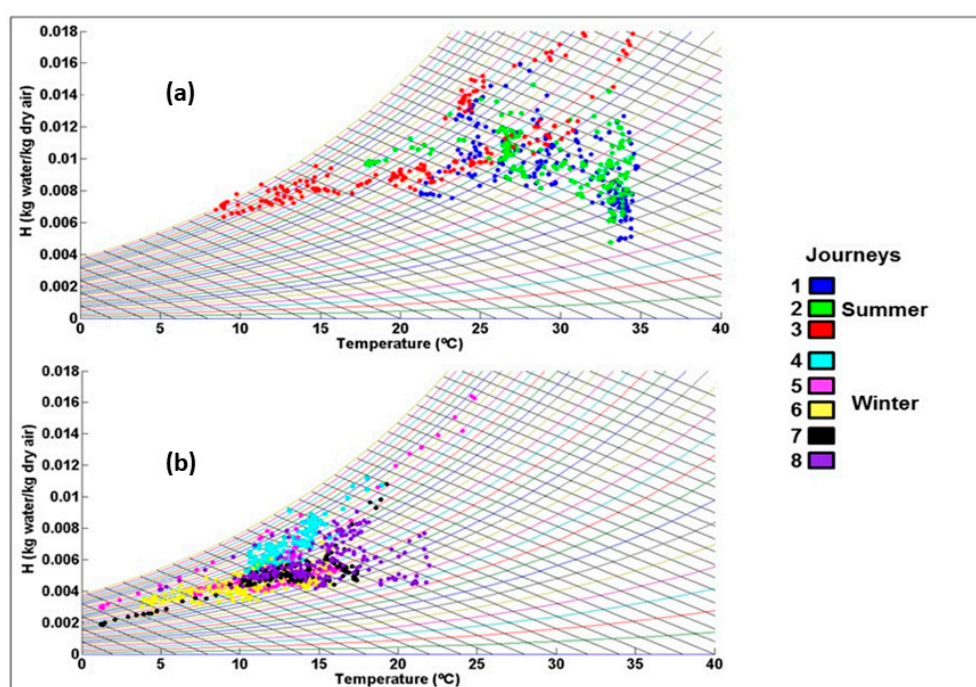 (a)
H (kg water/kg dry air)
0.018
0.016
0.014
0.012
0.01
0.008
0.006
0.004
0.002
0
0 5 10 15 20 25 30 35 40
Temperature (ºC)
(b)
H (kg water/kg dry air)
0.018
0.016
0.014
0.012
0.01
0.008
0.006
0.004
0.002
0
0 5 10 15 20 25 30 35 40
Temperature (ºC)
Journeys
1
2 Summer
3
4
5
6 Winter
7
8